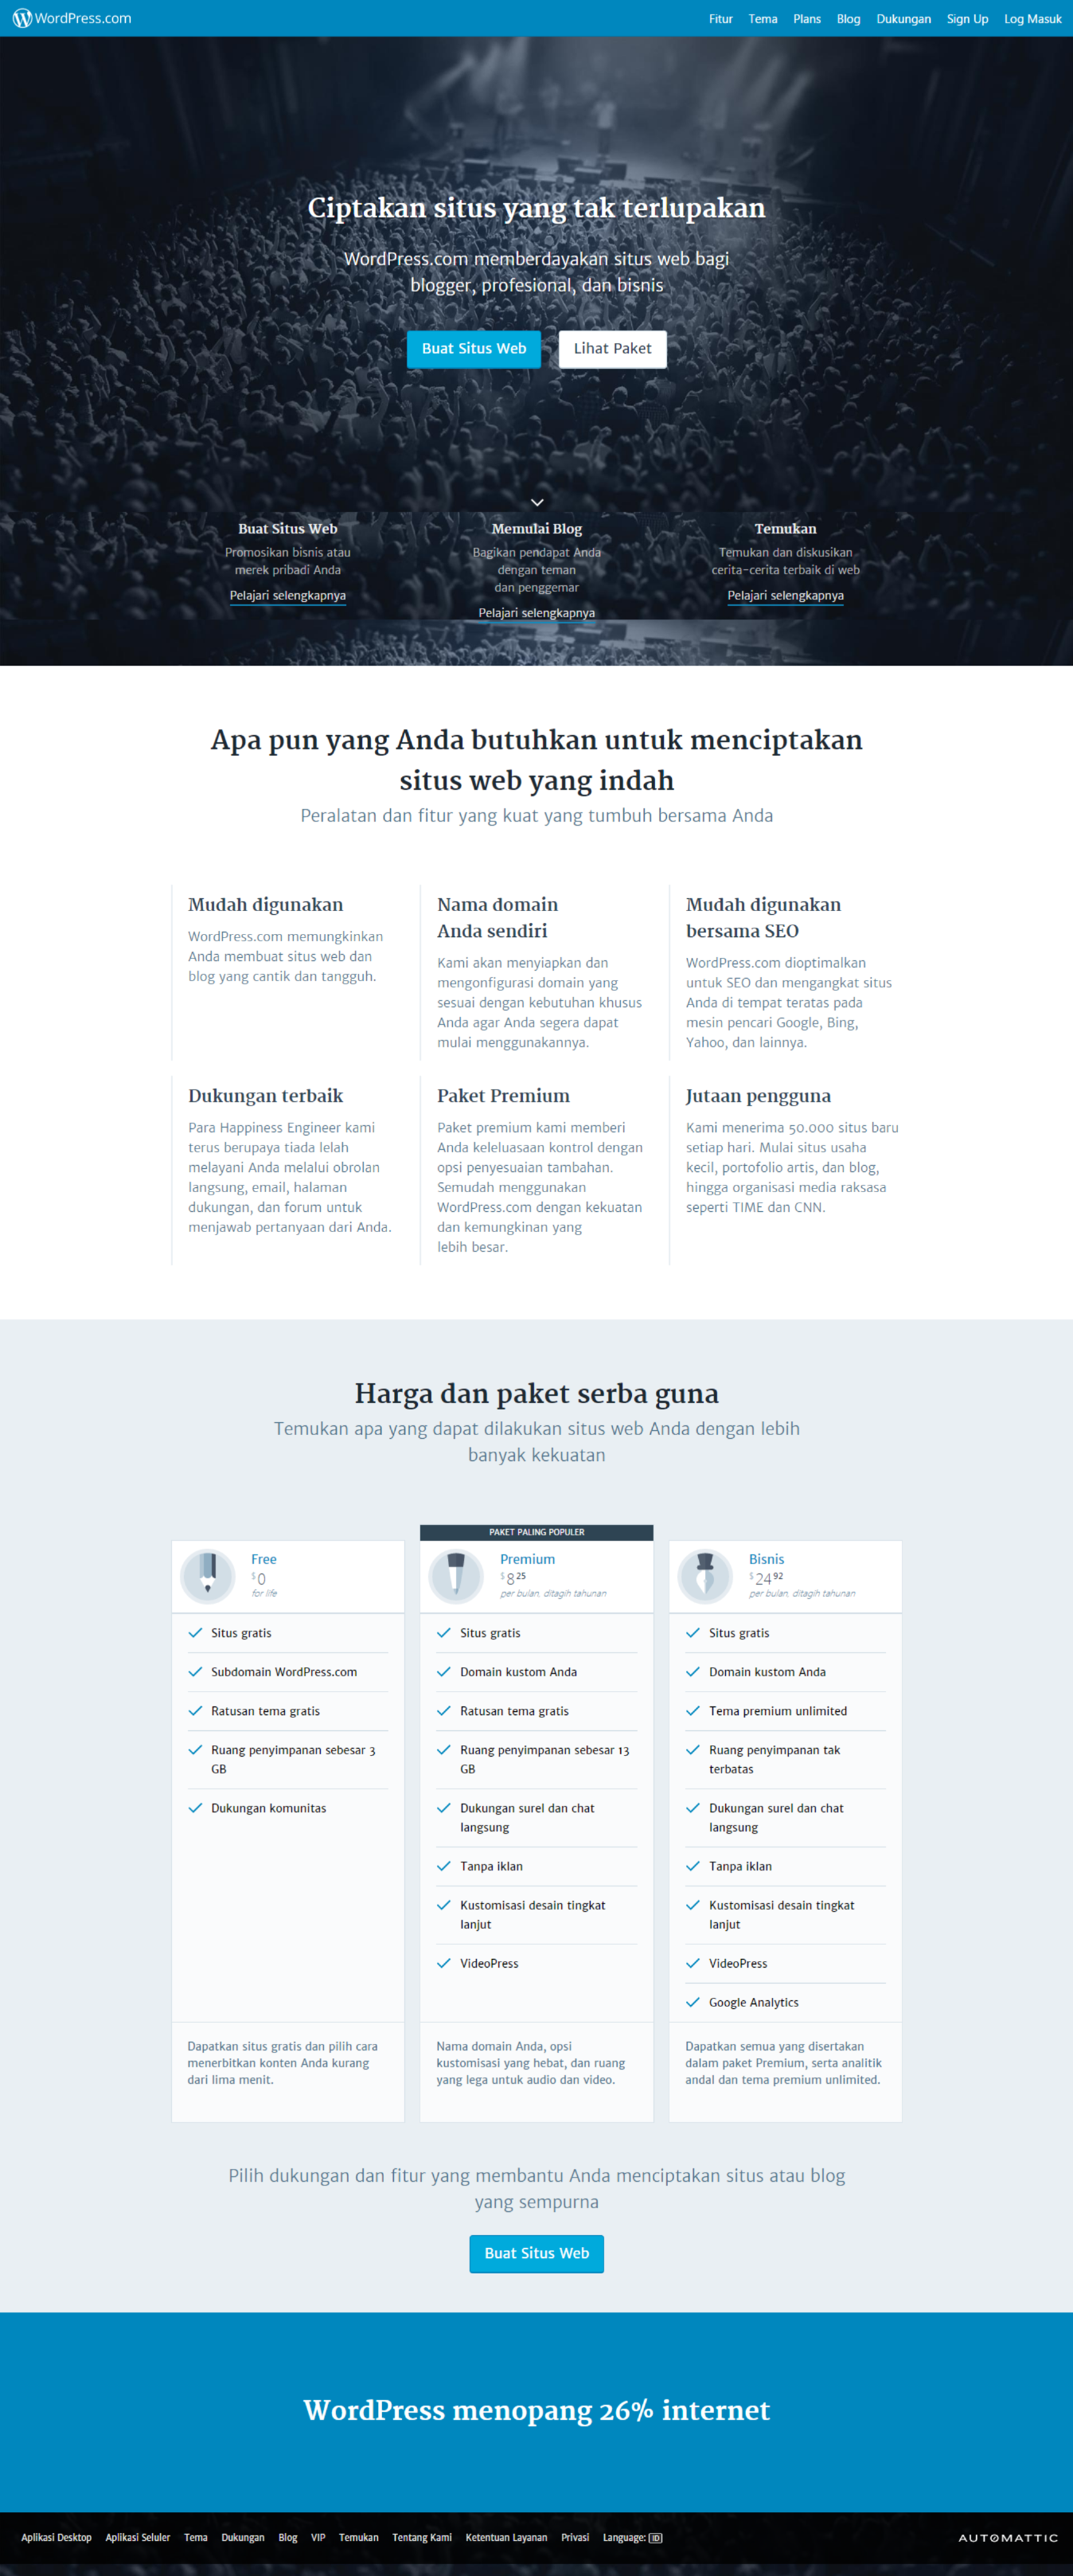 WordPress.com
Fitur Tema Plans Blog Dukungan Sign Up Log Masuk
Ciptakan situs yang tak terlupakan
WordPress.com memberdayakan situs web bagi
blogger, profesional, dan bisnis
Buat Situs Web
Lihat Paket
Buat Situs Web
Promosikan bisnis atau
merek pribadi Anda
Pelajari selengkapnya
Memulai Blog
Bagikan pendapat Anda
dengan teman
dan penggemar
Pelajari selengkapnya
Temukan
Temukan dan diskusikan
cerita-cerita terbaik di web
Pelajari selengkapnya
Apa pun yang Anda butuhkan untuk menciptakan
situs web yang indah
Peralatan dan fitur yang kuat yang tumbuh bersama Anda
Mudah digunakan
WordPress.com memungkinkan
Anda membuat situs web dan
blog yang cantik dan tangguh.
Nama domain
Anda sendiri
Kami akan menyiapkan dan
mengonfigurasi domain yang
sesuai dengan kebutuhan khusus
Anda agar Anda segera dapat
mulai menggunakannya.
Mudah digunakan
bersama SEO
WordPress.com dioptimalkan
untuk SEO dan mengangkat situs
Anda di tempat teratas pada
mesin pencari Google, Bing,
Yahoo, dan lainnya.
Dukungan terbaik
Para Happiness Engineer kami
terus berupaya tiada lelah
melayani Anda melalui obrolan
langsung, email, halaman
dukungan, dan forum untuk
menjawab pertanyaan dari Anda.
Paket Premium
Paket premium kami memberi
Anda keleluasaan kontrol dengan
opsi penyesuaian tambahan.
Semudah menggunakan
WordPress.com dengan kekuatan
dan kemungkinan yang
lebih besar.
Jutaan pengguna
Kami menerima 50.000 situs baru
setiap hari. Mulai situs usaha
kecil, portofolio artis, dan blog,
hingga organisasi media raksasa
seperti TIME dan CNN.
Harga dan paket serba guna
Temukan apa yang dapat dilakukan situs web Anda dengan lebih
banyak kekuatan
Free
$0
for life
Situs gratis
Subdomain WordPress.com
Ratusan tema gratis
Ruang penyimpanan sebesar 3
GB
Dukungan komunitas
Dapatkan situs gratis dan pilih cara
menerbitkan konten Anda kurang
dari lima menit.
PAKET PALING POPULER
Premium
$8 25
per bulan, ditagih tahunan
Situs gratis
Domain kustom Anda
Ratusan tema gratis
Ruang penyimpanan sebesar 13
GB
Dukungan surel dan chat
langsung
Tanpa iklan
Kustomisasi desain tingkat
lanjut
VideoPress
Nama domain Anda, opsi
kustomisasi yang hebat, dan ruang
yang lega untuk audio dan video.
Bisnis
$24 92
per bulan, ditagih tahunan
Situs gratis
Domain kustom Anda
Tema premium unlimited
Ruang penyimpanan tak
terbatas
Dukungan surel dan chat
langsung
Tanpa iklan
Kustomisasi desain tingkat
lanjut
VideoPress
Google Analytics
Dapatkan semua yang disertakan
dalam paket Premium, serta analitik
andal dan tema premium unlimited.
Pilih dukungan dan fitur yang membantu Anda menciptakan situs atau blog
yang sempurna
Buat Situs Web
WordPress menopang 26% internet
Aplikasi Desktop Aplikasi Seluler Tema Dukungan Blog VIP Temukan Tentang Kami Ketentuan Layanan Privasi Language: ID
AUTOMATTIC